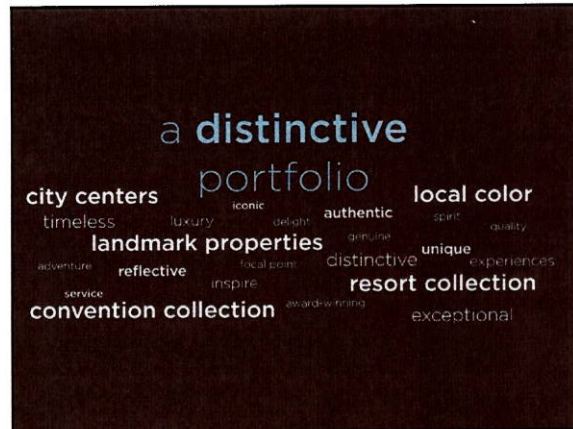 a distinctive
portfolio
city centers iconic local color
timeless luxury delight authentic spirit
quality
landmark properties genuine unique
adventure reflective focal point distinctive experiences
service inspire resort collection
convention collection award-winning exceptional